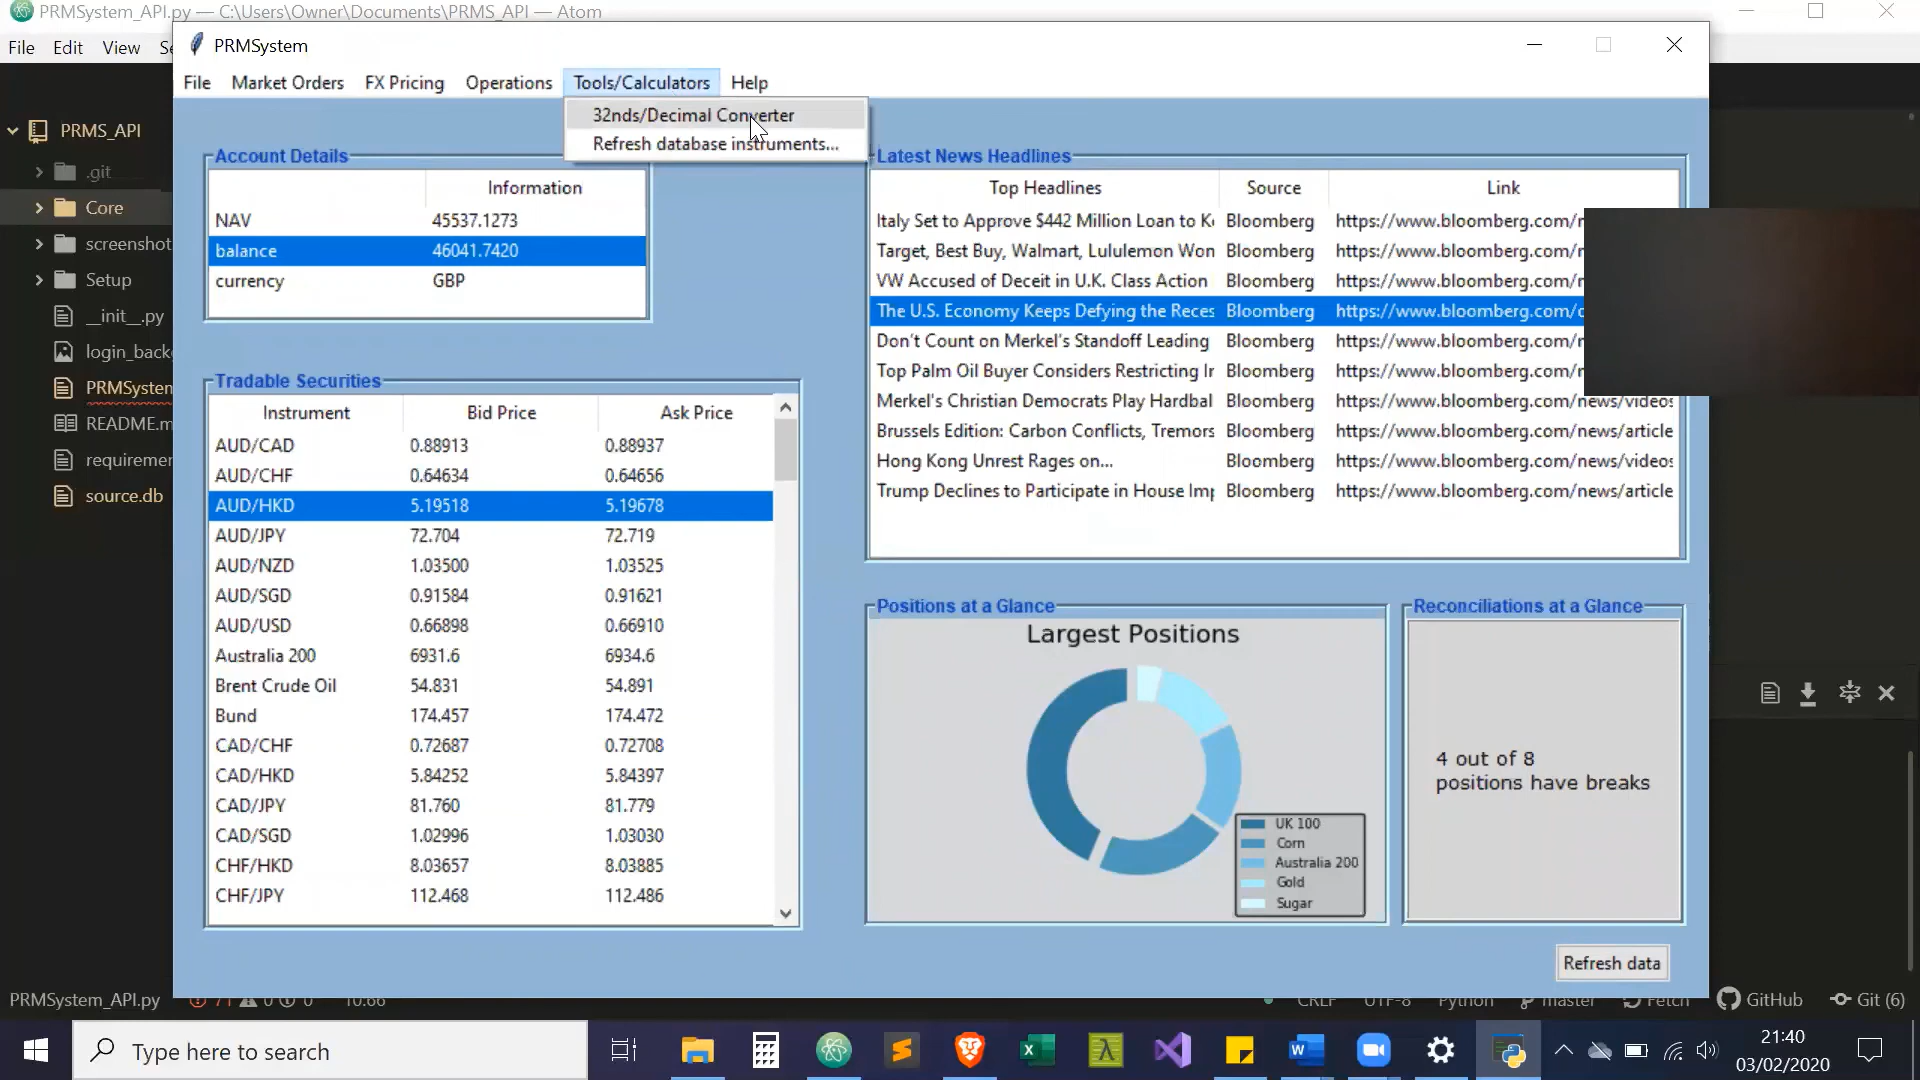 PRMSystem_API.py — C:\Users\Owner\Documents\PRMS_API — Atom
File Edit View
PRMSystem
File Market Orders FX Pricing Operations Tools/Calculators Help
32nds/Decimal Converter
Refresh database instruments...
PRMS_API
.git
Core
screenshot
Setup
__init__.py
login_back
PRMSystem
README.m
requiremen
source.db
Account Details
Information
NAV 45537.1273
balance 46041.7420
currency GBP
Tradable Securities
Instrument Bid Price Ask Price
AUD/CAD 0.88913 0.88937
AUD/CHF 0.64634 0.64656
AUD/HKD 5.19518 5.19678
AUD/JPY 72.704 72.719
AUD/NZD 1.03500 1.03525
AUD/SGD 0.91584 0.91621
AUD/USD 0.66898 0.66910
Australia 200 6931.6 6934.6
Brent Crude Oil 54.831 54.891
Bund 174.457 174.472
CAD/CHF 0.72687 0.72708
CAD/HKD 5.84252 5.84397
CAD/JPY 81.760 81.779
CAD/SGD 1.02996 1.03030
CHF/HKD 8.03657 8.03885
CHF/JPY 112.468 112.486
Latest News Headlines
Top Headlines Source Link
Italy Set to Approve $442 Million Loan to Bloomberg https://www.bloomberg.com/
Target, Best Buy, Walmart, Lululemon Won Bloomberg https://www.bloomberg.com/
VW Accused of Deceit in U.K. Class Action Bloomberg https://www.bloomberg.com/
The U.S. Economy Keeps Defying the Reces Bloomberg https://www.bloomberg.com/
Don't Count on Merkel's Standoff Leading Bloomberg https://www.bloomberg.com/
Top Palm Oil Buyer Considers Restricting Bloomberg https://www.bloomberg.com/
Merkel's Christian Democrats Play Hardbal Bloomberg https://www.bloomberg.com/news/videos
Brussels Edition: Carbon Conflicts, Tremors Bloomberg https://www.bloomberg.com/news/article
Hong Kong Unrest Rages on... Bloomberg https://www.bloomberg.com/news/videos
Trump Declines to Participate in House Bloomberg https://www.bloomberg.com/news/article
Positions at a Glance
Largest Positions
UK 100
Corn
Australia 200
Gold
Sugar
Reconciliations at a Glance
4 out of 8
positions have breaks
Refresh data
PRMSystem_API.py 71 0 0 10:66 CRLF UTF-8 Python master Fetch GitHub Git (6)
Type here to search
21:40
03/02/2020